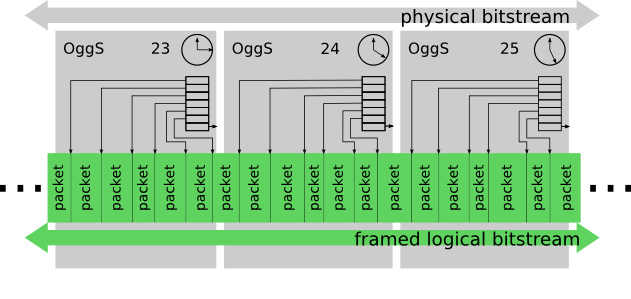 physical bitstream
OggS 23
OggS 24
OggS 25
packet packet packet packet packet packet packet packet packet packet packet packet packet packet packet packet packet packet packet
framed logical bitstream